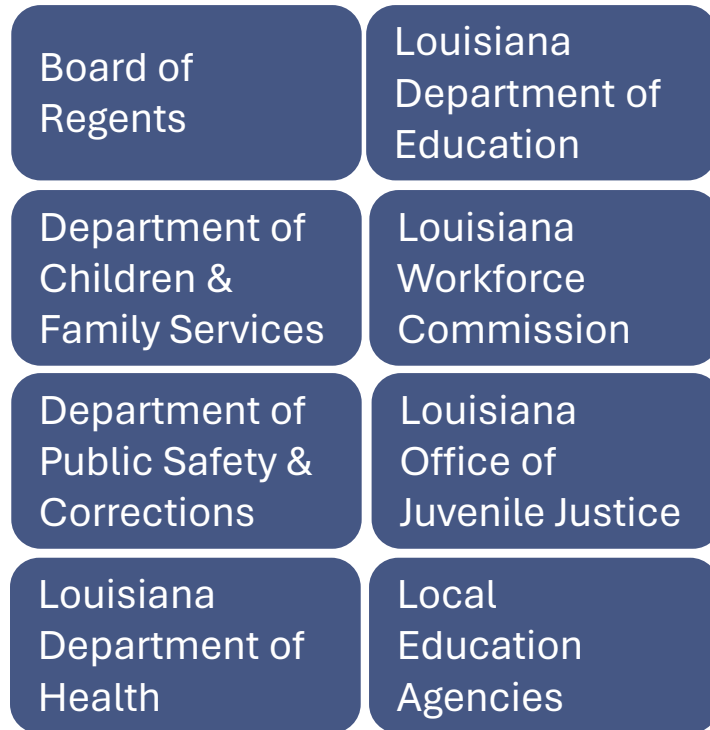 Board of
Regents
Louisiana
Department of
Education
Department of
Children &
Family Services
Louisiana
Workforce
Commission
Department of
Public Safety &
Corrections
Louisiana
Office of
Juvenile Justice
Louisiana
Department of
Health
Local
Education
Agencies